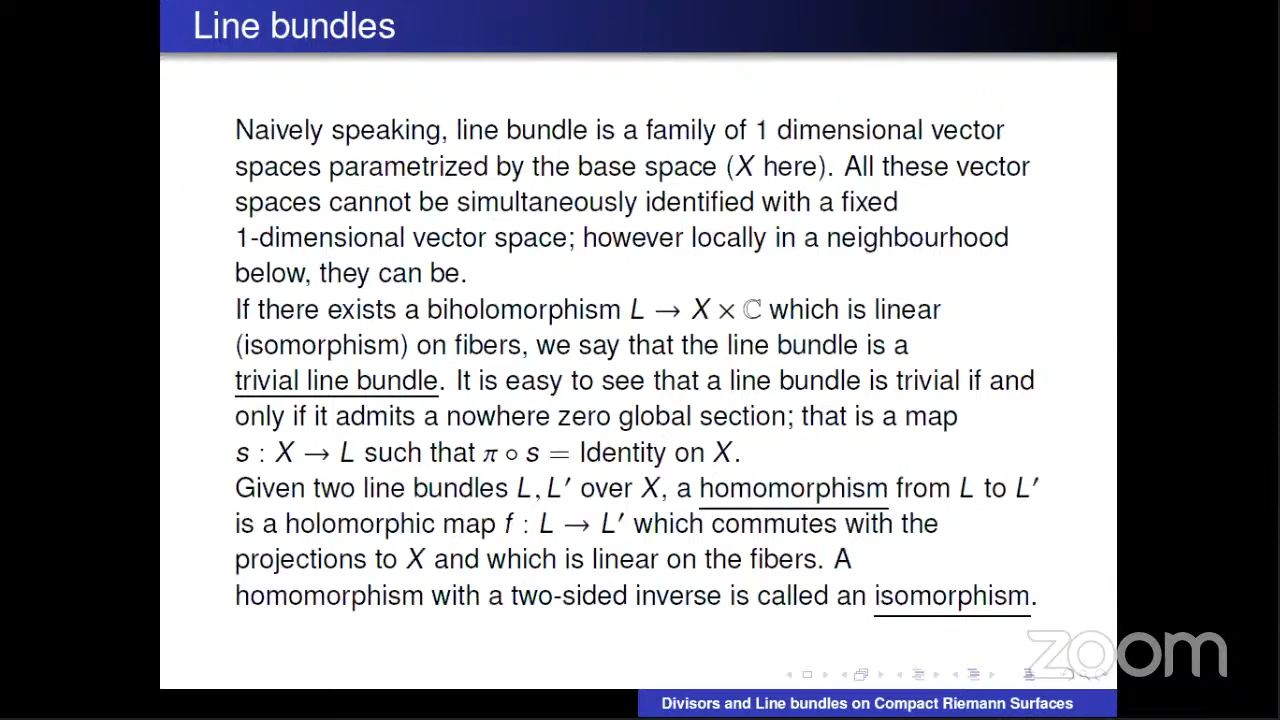 Line bundles
Naively speaking, line bundle is a family of 1 dimensional vector
spaces parametrized by the base space (X here). All these vector
spaces cannot be simultaneously identified with a fixed
1-dimensional vector space; however locally in a neighbourhood
below, they can be.
If there exists a biholomorphism L → X × ℂ which is linear
(isomorphism) on fibers, we say that the line bundle is a
trivial line bundle. It is easy to see that a line bundle is trivial if and
only if it admits a nowhere zero global section; that is a map
s : X → L such that π ∘ s = Identity on X.
Given two line bundles L, L′ over X, a homomorphism from L to L′
is a holomorphic map f : L → L′ which commutes with the
projections to X and which is linear on the fibers. A
homomorphism with a two-sided inverse is called an isomorphism.
zoom
Divisors and Line bundles on Compact Riemann Surfaces